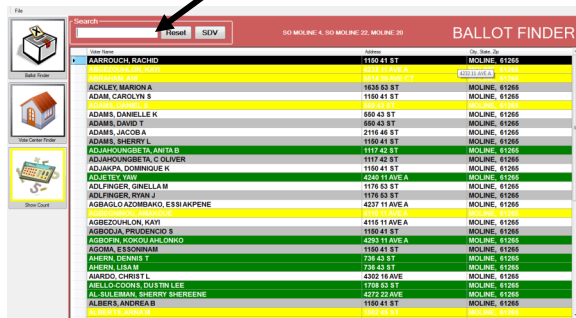 File
Search
Reset SDV
SO MOLINE 4, SO MOLINE 22, MOLINE 20
BALLOT FINDER
Ballot Finder
Vote Center Finder
Show Count
Voter Name Address City, State, Zip
AARROUCH, RACHID 1150 41 ST MOLINE, 61265
4232 11 AVE A
ACKLEY, MARION A 1635 53 ST MOLINE, 61265
ADAM, CAROLYN S 1150 41 ST MOLINE, 61265
ADAMS, DANIELLE K 550 43 ST MOLINE, 61265
ADAMS, DAVID T 550 43 ST MOLINE, 61265
ADAMS, JACOB A 2116 46 ST MOLINE, 61265
ADAMS, SHERRY L 1150 41 ST MOLINE, 61265
ADJAHOUNGBETA, ANITA B 1117 42 ST MOLINE, 61265
ADJAHOUNGBETA, C OLIVER 1117 42 ST MOLINE, 61265
ADJAKPA, DOMINIQUE K 1150 41 ST MOLINE, 61265
ADJETEY, YAW 4240 11 AVE A MOLINE, 61265
ADLFINGER, GINELLA M 1176 53 ST MOLINE, 61265
ADLFINGER, RYAN J 1176 53 ST MOLINE, 61265
AGBAGLO AZOMBAKO, ESSI AKPENE 4237 11 AVE A MOLINE, 61265
AGBEZOUHLON, KAYI 4115 11 AVE A MOLINE, 61265
AGBODJA, PRUDENCIO S 1150 41 ST MOLINE, 61265
AGBOFIN, KOKOU AHLONKO 4293 11 AVE A MOLINE, 61265
AGOMA, ESSONINAM 1150 41 ST MOLINE, 61265
AHERN, DENNIS T 736 43 ST MOLINE, 61265
AHERN, LISA M 736 43 ST MOLINE, 61265
AIARDO, CHRIST L 4302 16 AVE MOLINE, 61265
AIELLO-COONS, DUSTIN LEE 1708 53 ST MOLINE, 61265
AL-SULEIMAN, SHERRY SHEREENE 4272 22 AVE MOLINE, 61265
ALBERS, ANDREA B 1150 41 ST MOLINE, 61265